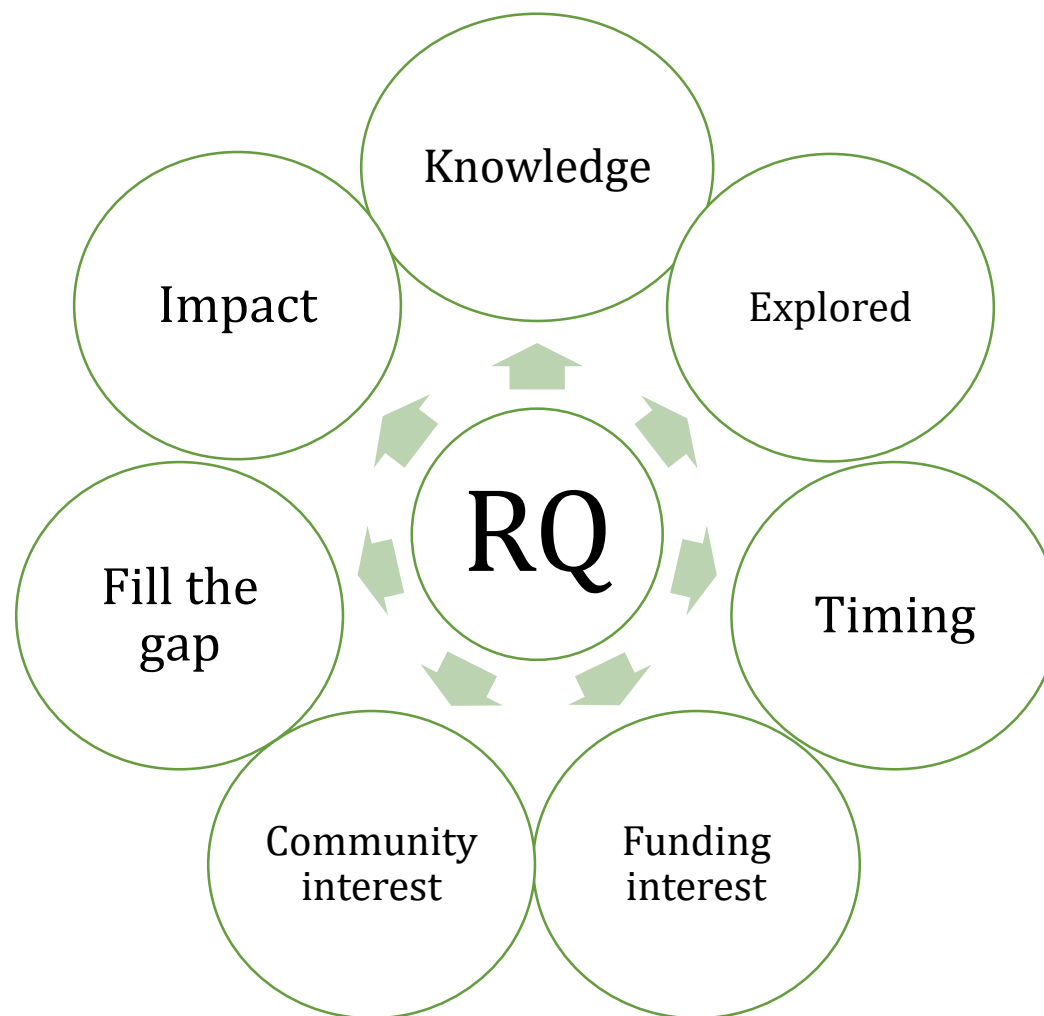 Knowledge
Explored
Timing
Funding
interest
Community
interest
Fill the
gap
Impact
RQ